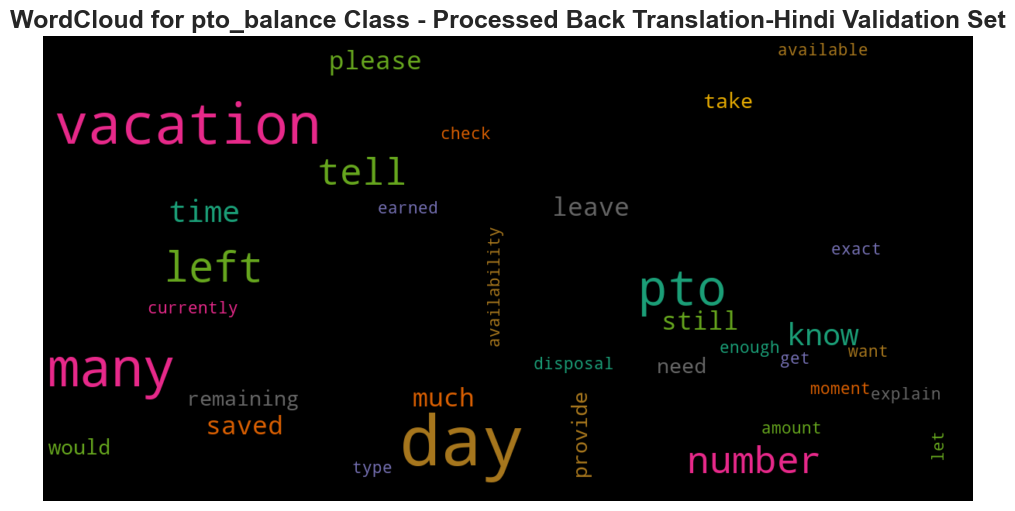 WordCloud for pto_balance Class - Processed Back Translation-Hindi Validation Set
available
please
take
vacation
check
tell
time
earned
leave
availability
exact
left
pto
currently
still
know
enough
want
get
many
disposal
need
remaining
much
provide
moment
explain
saved
day
amount
would
let
type
number